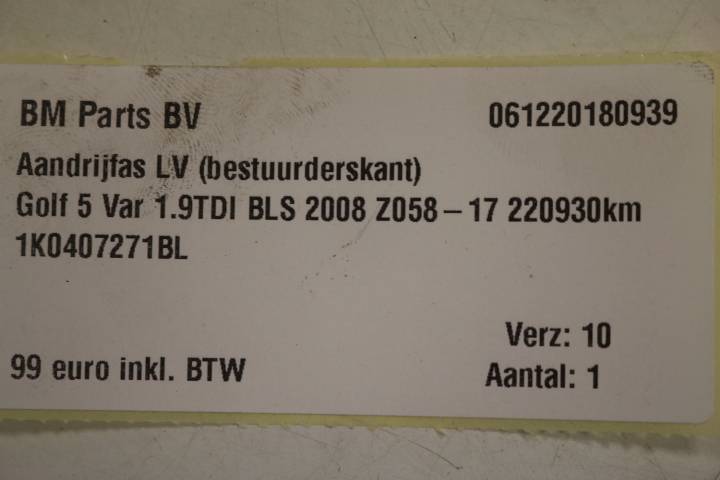 BM Parts BV 061220180939
Aandrijfas LV (bestuurderskant)
Golf 5 Var 1.9TDI BLS 2008 Z058-17 220930km
1K0407271BL
Verz: 10
99 euro inkl. BTW
Aantal: 1